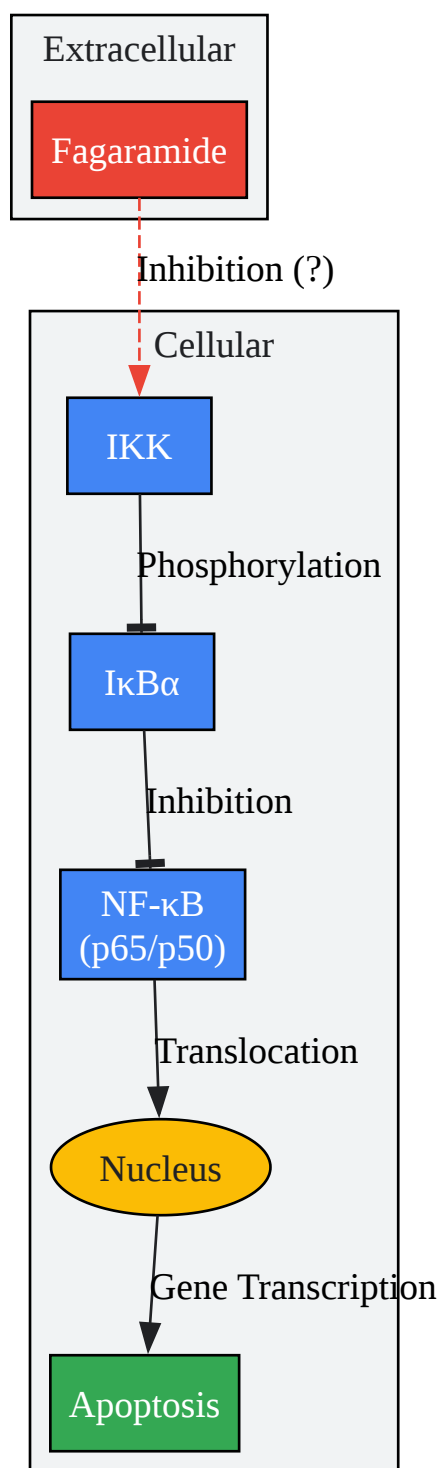 Extracellular
Fagaramide
Inhibition (?)
Cellular
IKK
Phosphorylation
IκBα
Inhibition
NF-κB
(p65/p50)
Translocation
Nucleus
Gene Transcription
Apoptosis